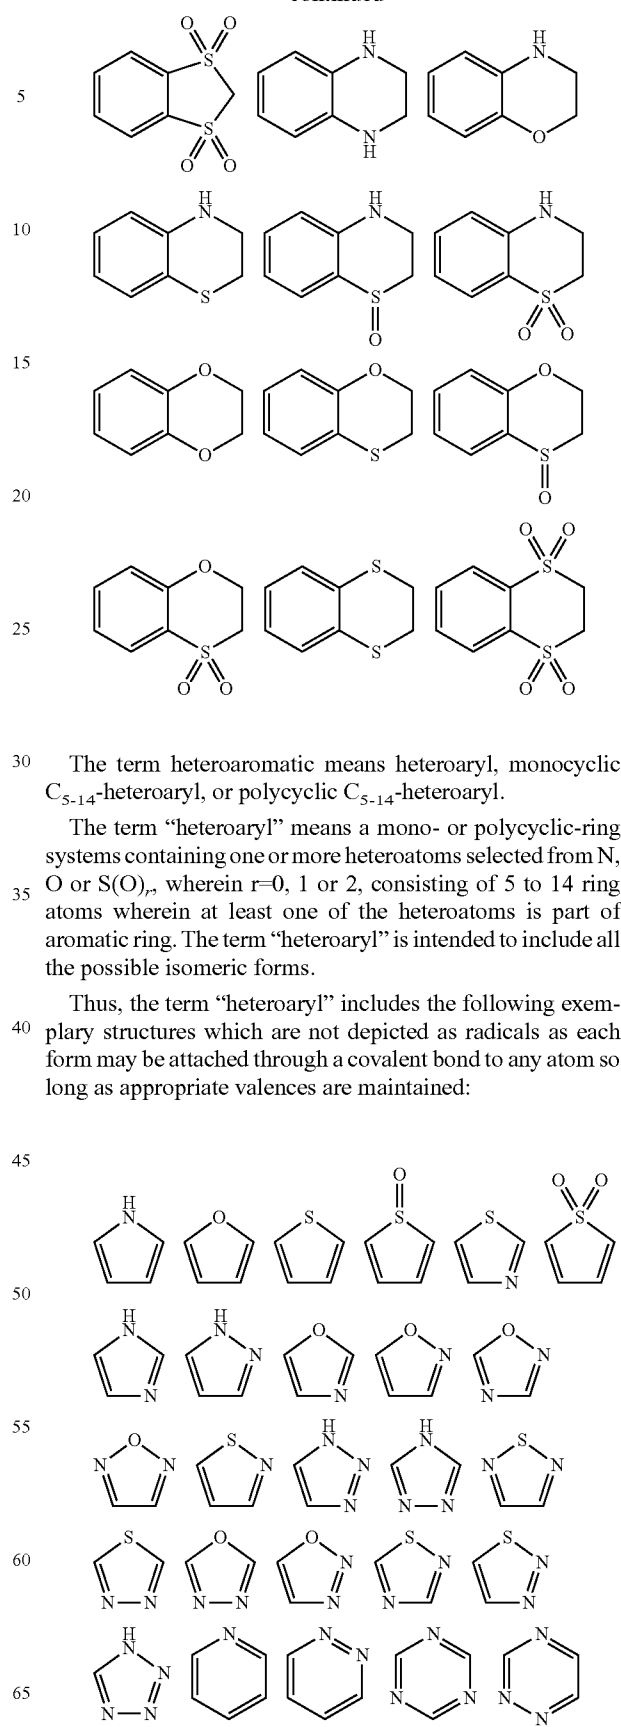 5
10
15
20
25
30 The term heteroaromatic means heteroaryl, monocyclic
C5-14-heteroaryl, or polycyclic C5-14-heteroaryl.
The term “heteroaryl” means a mono- or polycyclic-ring
systems containing one or more heteroatoms selected from N,
35 O or S(O)r, wherein r=0, 1 or 2, consisting of 5 to 14 ring
atoms wherein at least one of the heteroatoms is part of
aromatic ring. The term “heteroaryl” is intended to include all
the possible isomeric forms.
Thus, the term “heteroaryl” includes the following exem-
40 plary structures which are not depicted as radicals as each
form may be attached through a covalent bond to any atom so
long as appropriate valences are maintained:
45
50
55
60
65